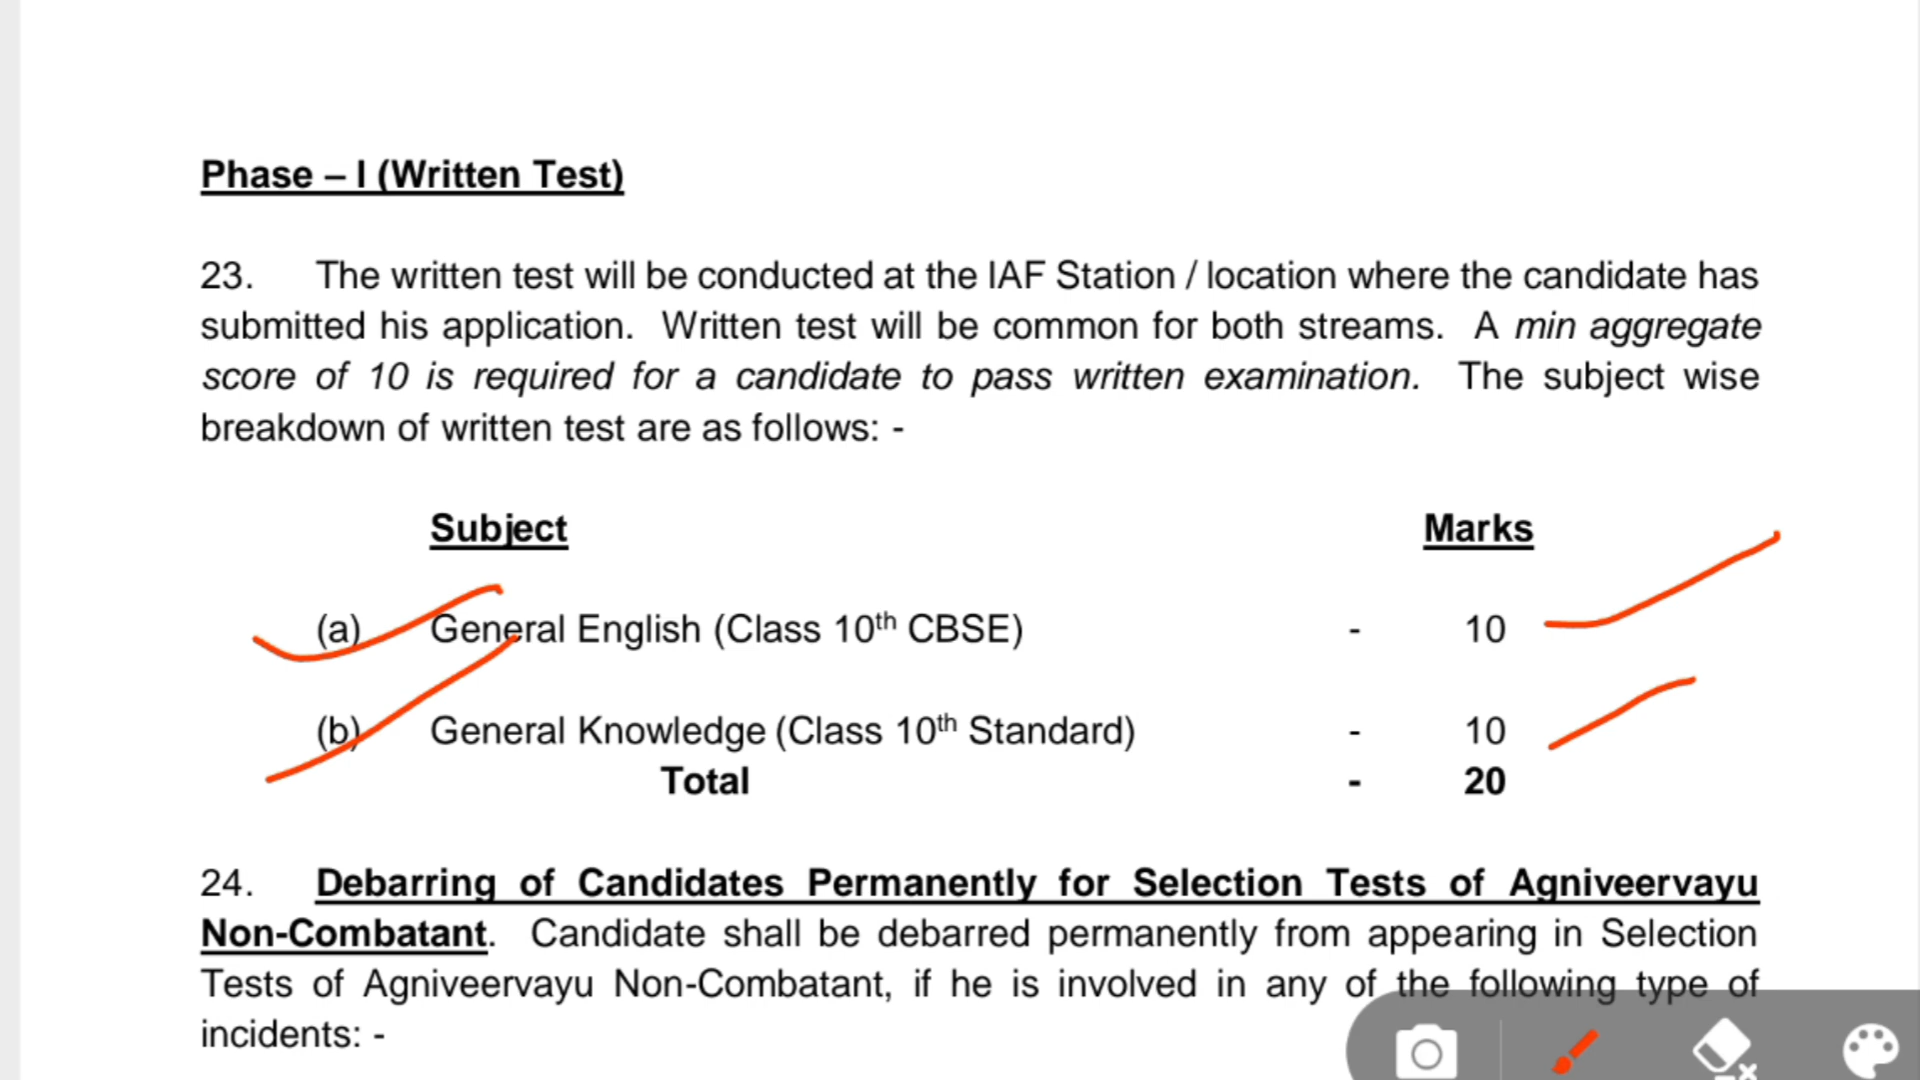 Phase – I (Written Test)
23. The written test will be conducted at the IAF Station / location where the candidate has
submitted his application. Written test will be common for both streams. A min aggregate
score of 10 is required for a candidate to pass written examination. The subject wise
breakdown of written test are as follows: -
Subject Marks
(a) General English (Class 10th CBSE) - 10
(b) General Knowledge (Class 10th Standard) - 10
Total - 20
24. Debarring of Candidates Permanently for Selection Tests of Agniveervayu
Non-Combatant. Candidate shall be debarred permanently from appearing in Selection
Tests of Agniveervayu Non-Combatant, if he is involved in any of the following type of
incidents: -